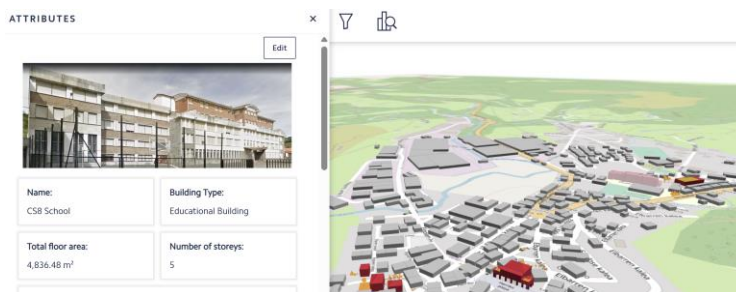 ATTRIBUTES
×
Edit
Name:
CS8 School
Building Type:
Educational Building
Total floor area:
4,836.48 m²
Number of storeys:
5